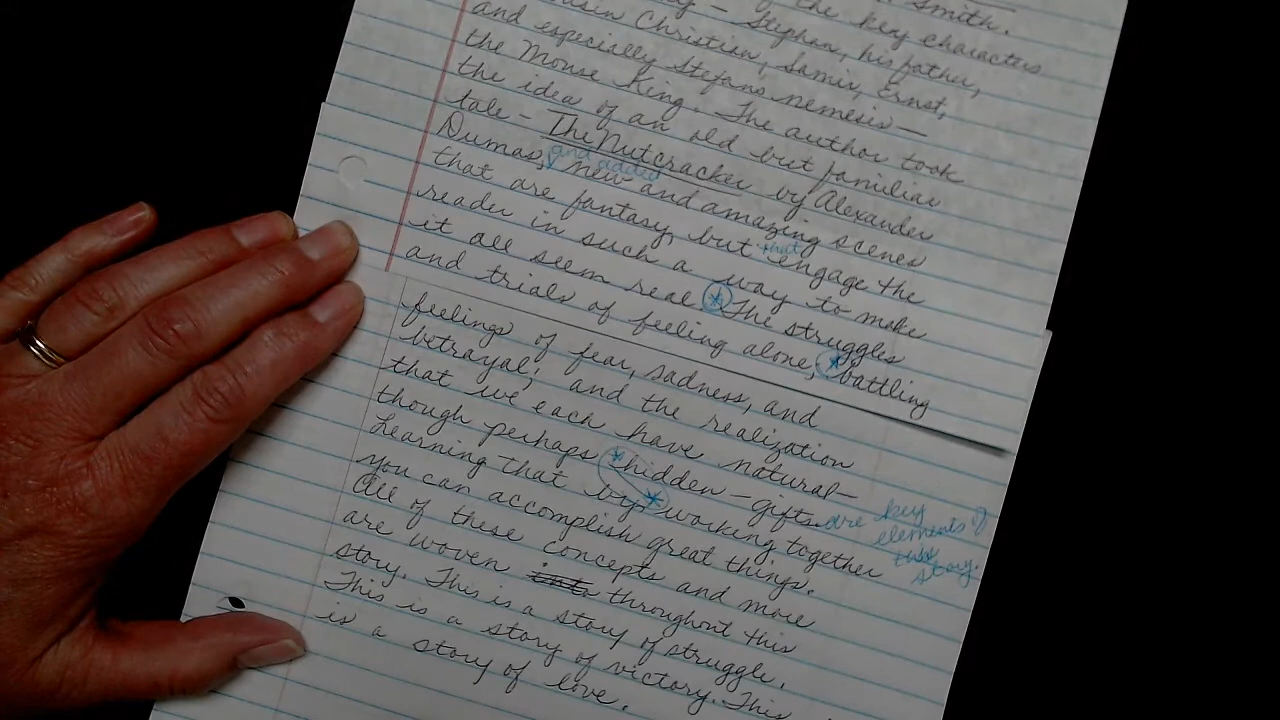 Smith.
the key characters
Christian, his father,
and especially Stefan's nemesis—
the Mouse King. The author took
the idea of an old but familiar
tale – The Nutcracker by Alexander
Dumas, and added new and amazing scenes
that are fantasy, but that engage the
reader in such a way to make
it all seem real * The struggles
and trials of feeling alone, * battling
feelings of fear, sadness, and
betrayal; and the realization
that we each have natural—
though perhaps * hidden – gifts are key elements of this story.
Learning that by * working together
you can accomplish great things.
All of these concepts and more
are woven throughout this
story. This is a story of struggle.
This is a story of victory. This
is a story of love.